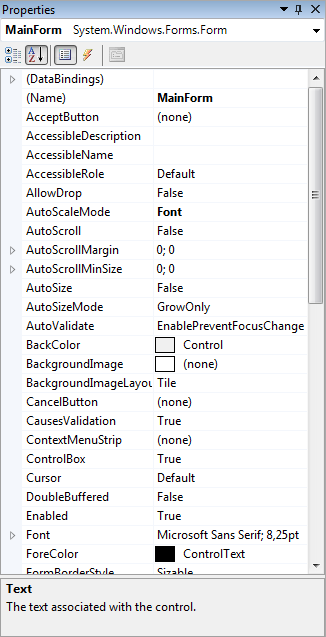 Properties
MainForm System.Windows.Forms.Form
(DataBindings)
(Name) MainForm
AcceptButton (none)
AccessibleDescription
AccessibleName
AccessibleRole Default
AllowDrop False
AutoScaleMode Font
AutoScroll False
AutoScrollMargin 0; 0
AutoScrollMinSize 0; 0
AutoSize False
AutoSizeMode GrowOnly
AutoValidate EnablePreventFocusChange
BackColor Control
BackgroundImage (none)
BackgroundImageLayou Tile
CancelButton (none)
CausesValidation True
ContextMenuStrip (none)
ControlBox True
Cursor Default
DoubleBuffered False
Enabled True
Font Microsoft Sans Serif; 8,25pt
ForeColor ControlText
FormBorderStyle Sizable
Text
The text associated with the control.